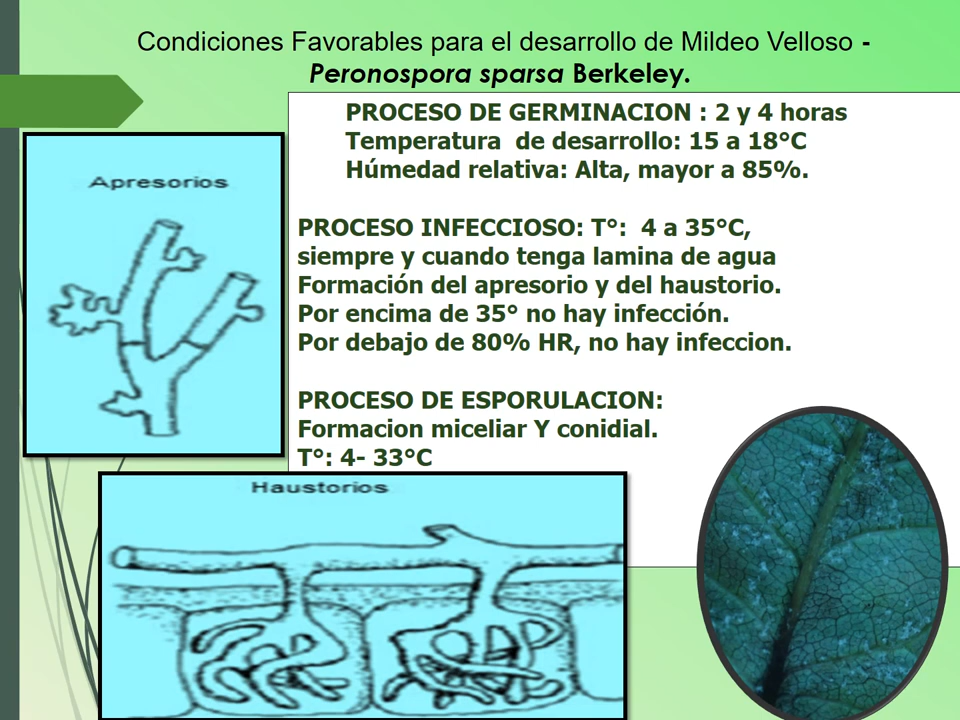 Condiciones Favorables para el desarrollo de Mildeo Velloso -
Peronospora sparsa Berkeley.
PROCESO DE GERMINACION : 2 y 4 horas
Temperatura de desarrollo: 15 a 18°C
Húmedad relativa: Alta, mayor a 85%.
Apresorios
PROCESO INFECCIOSO: T°: 4 a 35°C,
siempre y cuando tenga lamina de agua
Formación del apresorio y del haustorio.
Por encima de 35° no hay infección.
Por debajo de 80% HR, no hay infeccion.
PROCESO DE ESPORULACION:
Formacion miceliar Y conidial.
T°: 4- 33°C
Haustorios